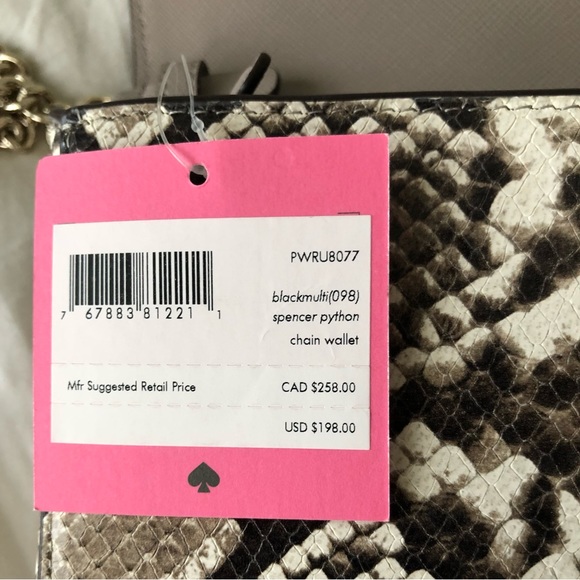 PWRU8077
blackmulti(098)
spencer python
chain wallet
7 67883 81221 1
Mfr Suggested Retail Price CAD $258.00
USD $198.00